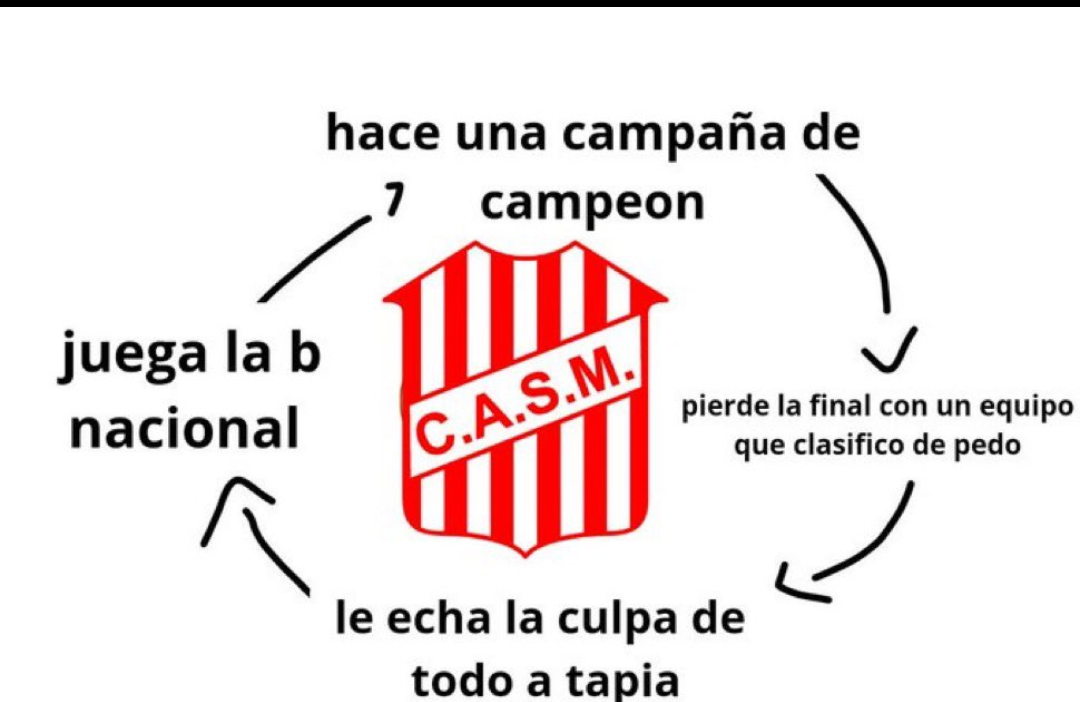 hace una campaña de
campeon
juega la b
nacional
C.A.S.M.
pierde la final con un equipo
que clasifico de pedo
le echa la culpa de
todo a tapia